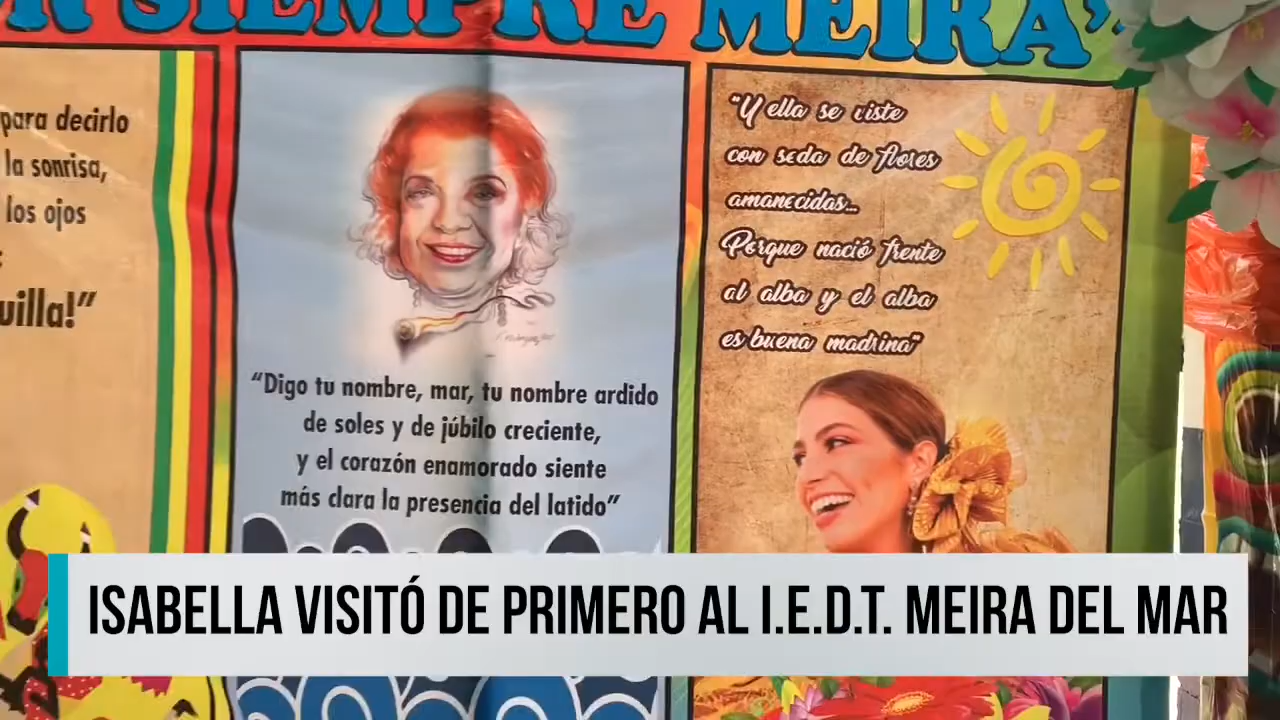 SIEMPRE MEIRA"
para decirlo
la sonrisa,
los ojos
uilla!”
“Digo tu nombre, mar, tu nombre ardido
de soles y de júbilo creciente,
y el corazón enamorado siente
más clara la presencia del latido”
"Y ella se viste
con seda de flores
amanecidas...
Porque nació frente
al alba y el alba
es buena madrina"
ISABELLA VISITÓ DE PRIMERO AL I.E.D.T. MEIRA DEL MAR